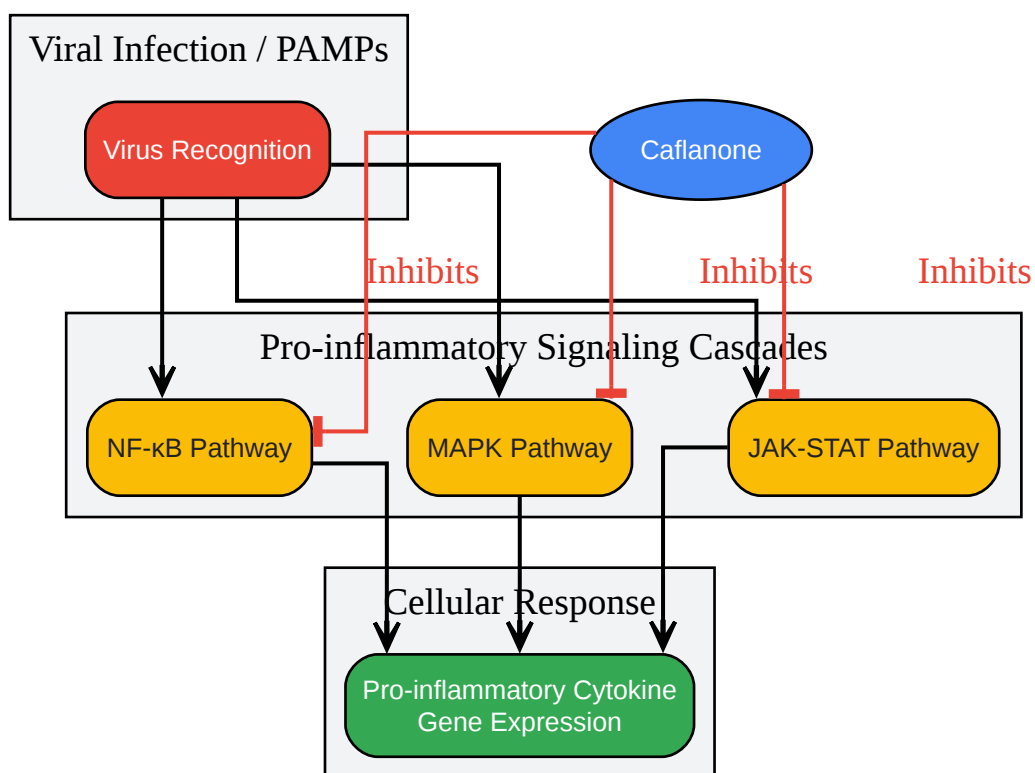 Viral Infection / PAMPs
Virus Recognition
Caflanone
Inhibits
Inhibits
Inhibits
Pro-inflammatory Signaling Cascades
NF-κB Pathway
MAPK Pathway
JAK-STAT Pathway
Cellular Response
Pro-inflammatory Cytokine
Gene Expression